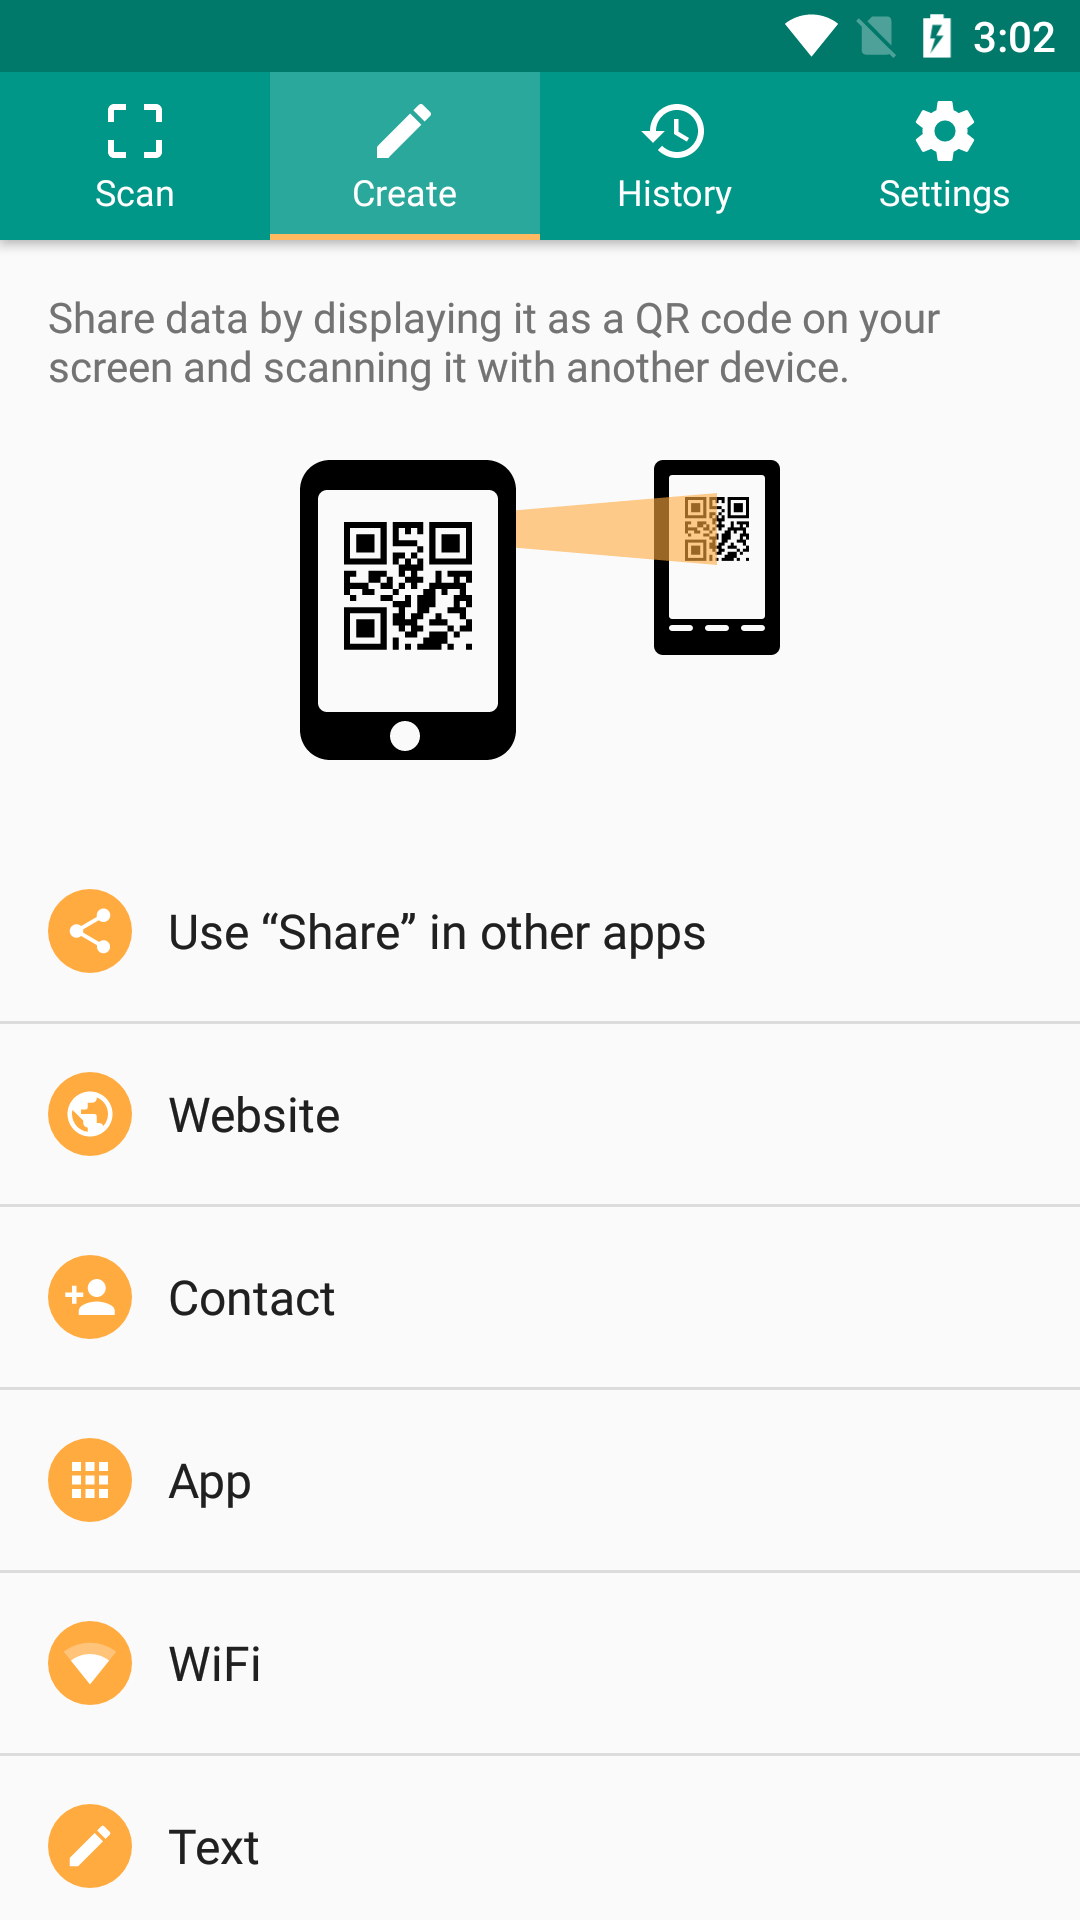 3:02
Scan
Create
History
Settings
Share data by displaying it as a QR code on your
screen and scanning it with another device.
Use “Share” in other apps
Website
Contact
App
WiFi
Text